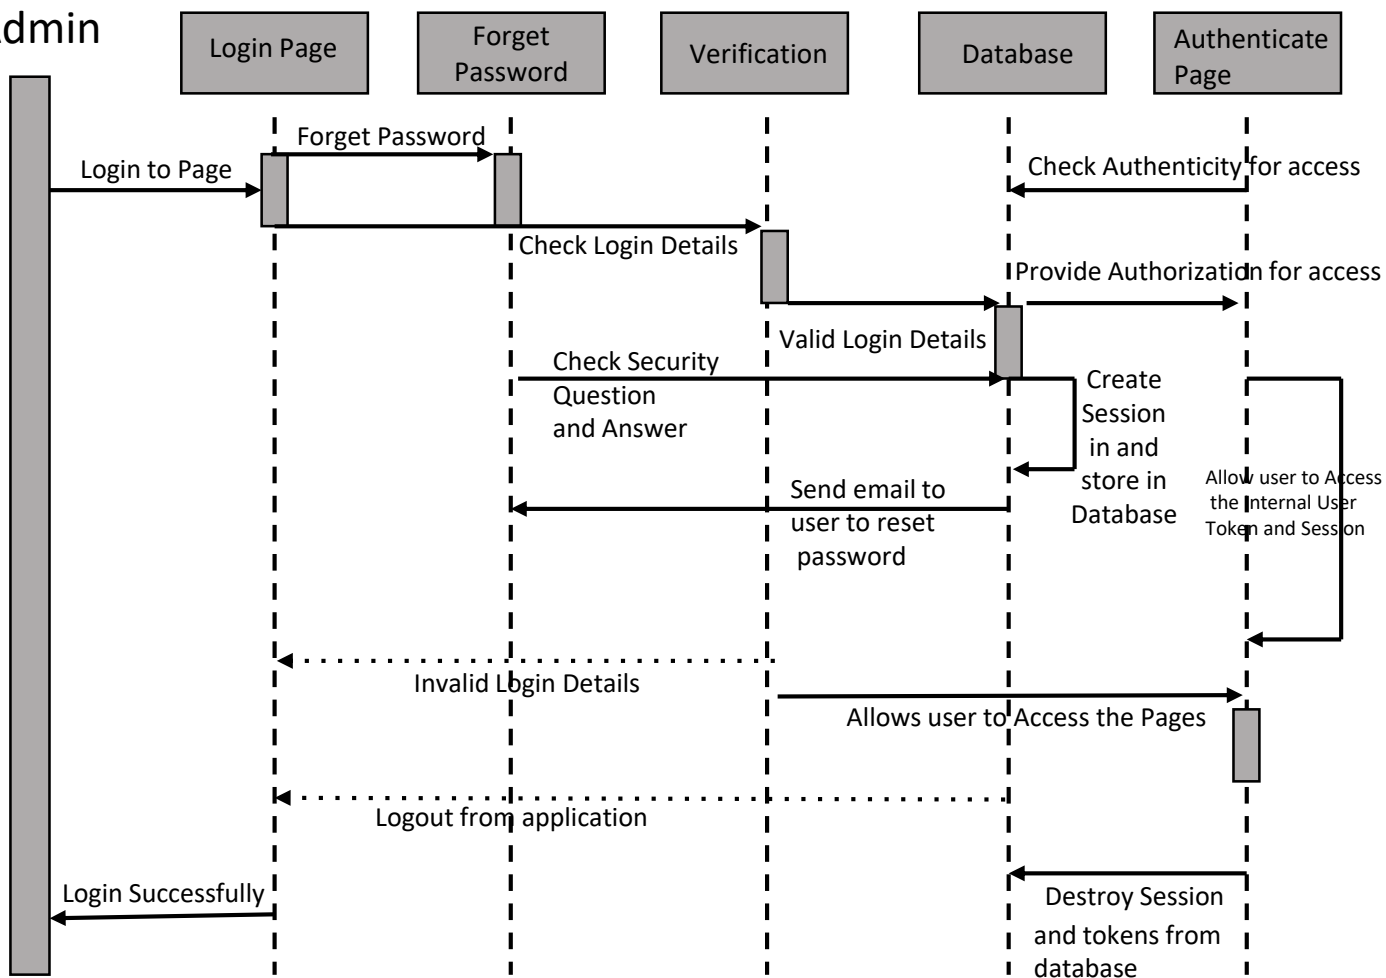 Admin
Login Page
Forget
Password
Verification
Database
Authenticate
Page
Forget Password
Login to Page
Check Authenticity for access
Check Login Details
Provide Authorization for access
Valid Login Details
Check Security
Question
and Answer
Create
Session
in and
store in
Database
Allow user to Access
the Internal User
Token and Session
Send email to
user to reset
password
Invalid Login Details
Allows user to Access the Pages
Logout from application
Login Successfully
Destroy Session
and tokens from
database